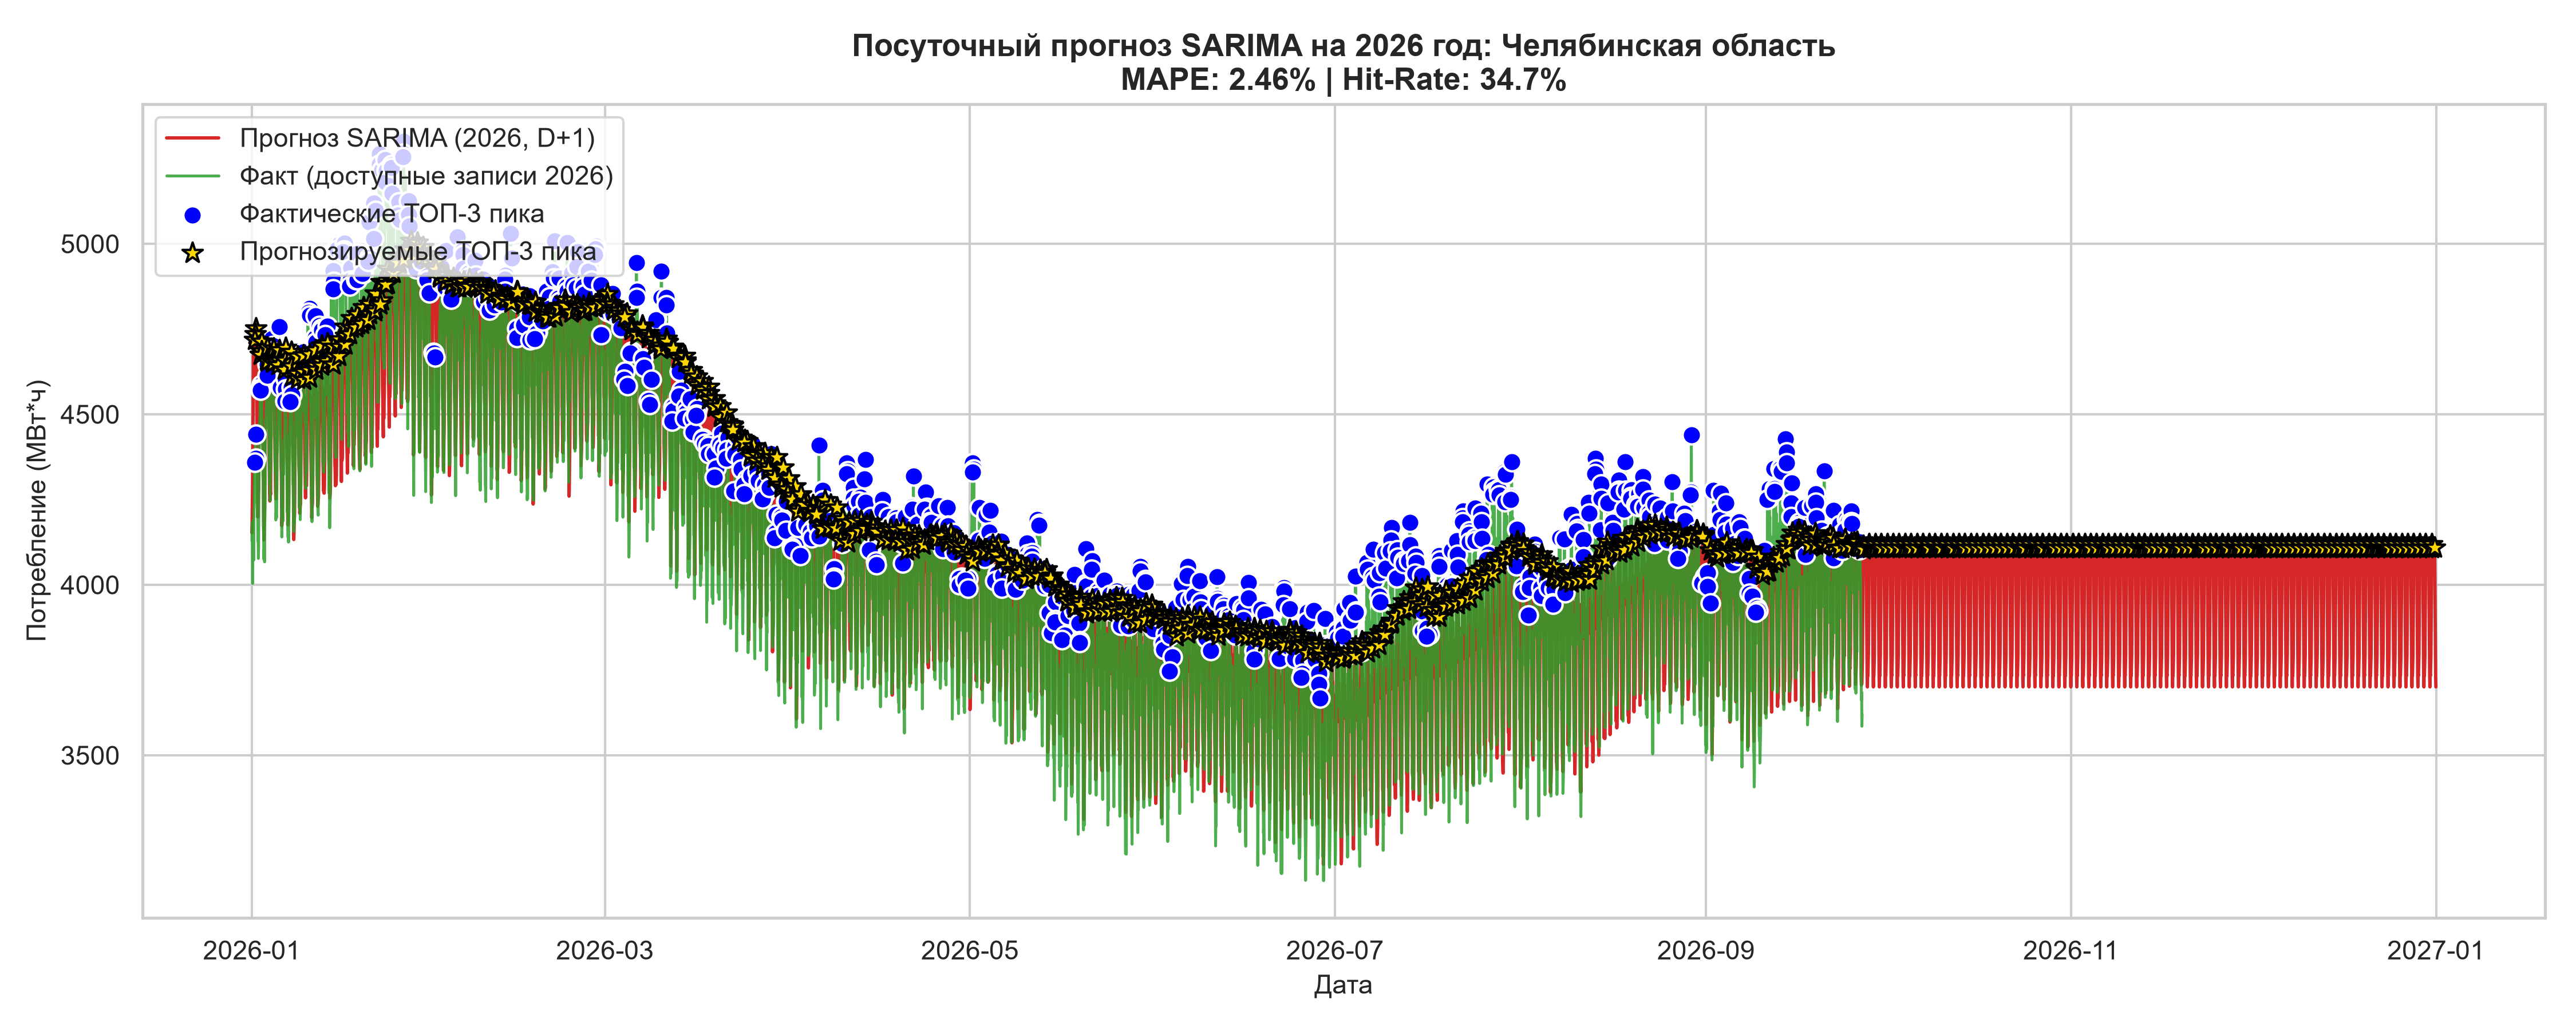 Посуточный прогноз SARIMA на 2026 год: Челябинская область
MAPE: 2.46% | Hit-Rate: 34.7%
Прогноз SARIMA (2026, D+1)
Факт (доступные записи 2026)
Фактические ТОП-3 пика
Прогнозируемые ТОП-3 пика
Потребление (МВт*ч)
5000
4500
4000
3500
2026-01
2026-03
2026-05
2026-07
2026-09
2026-11
2027-01
Дата